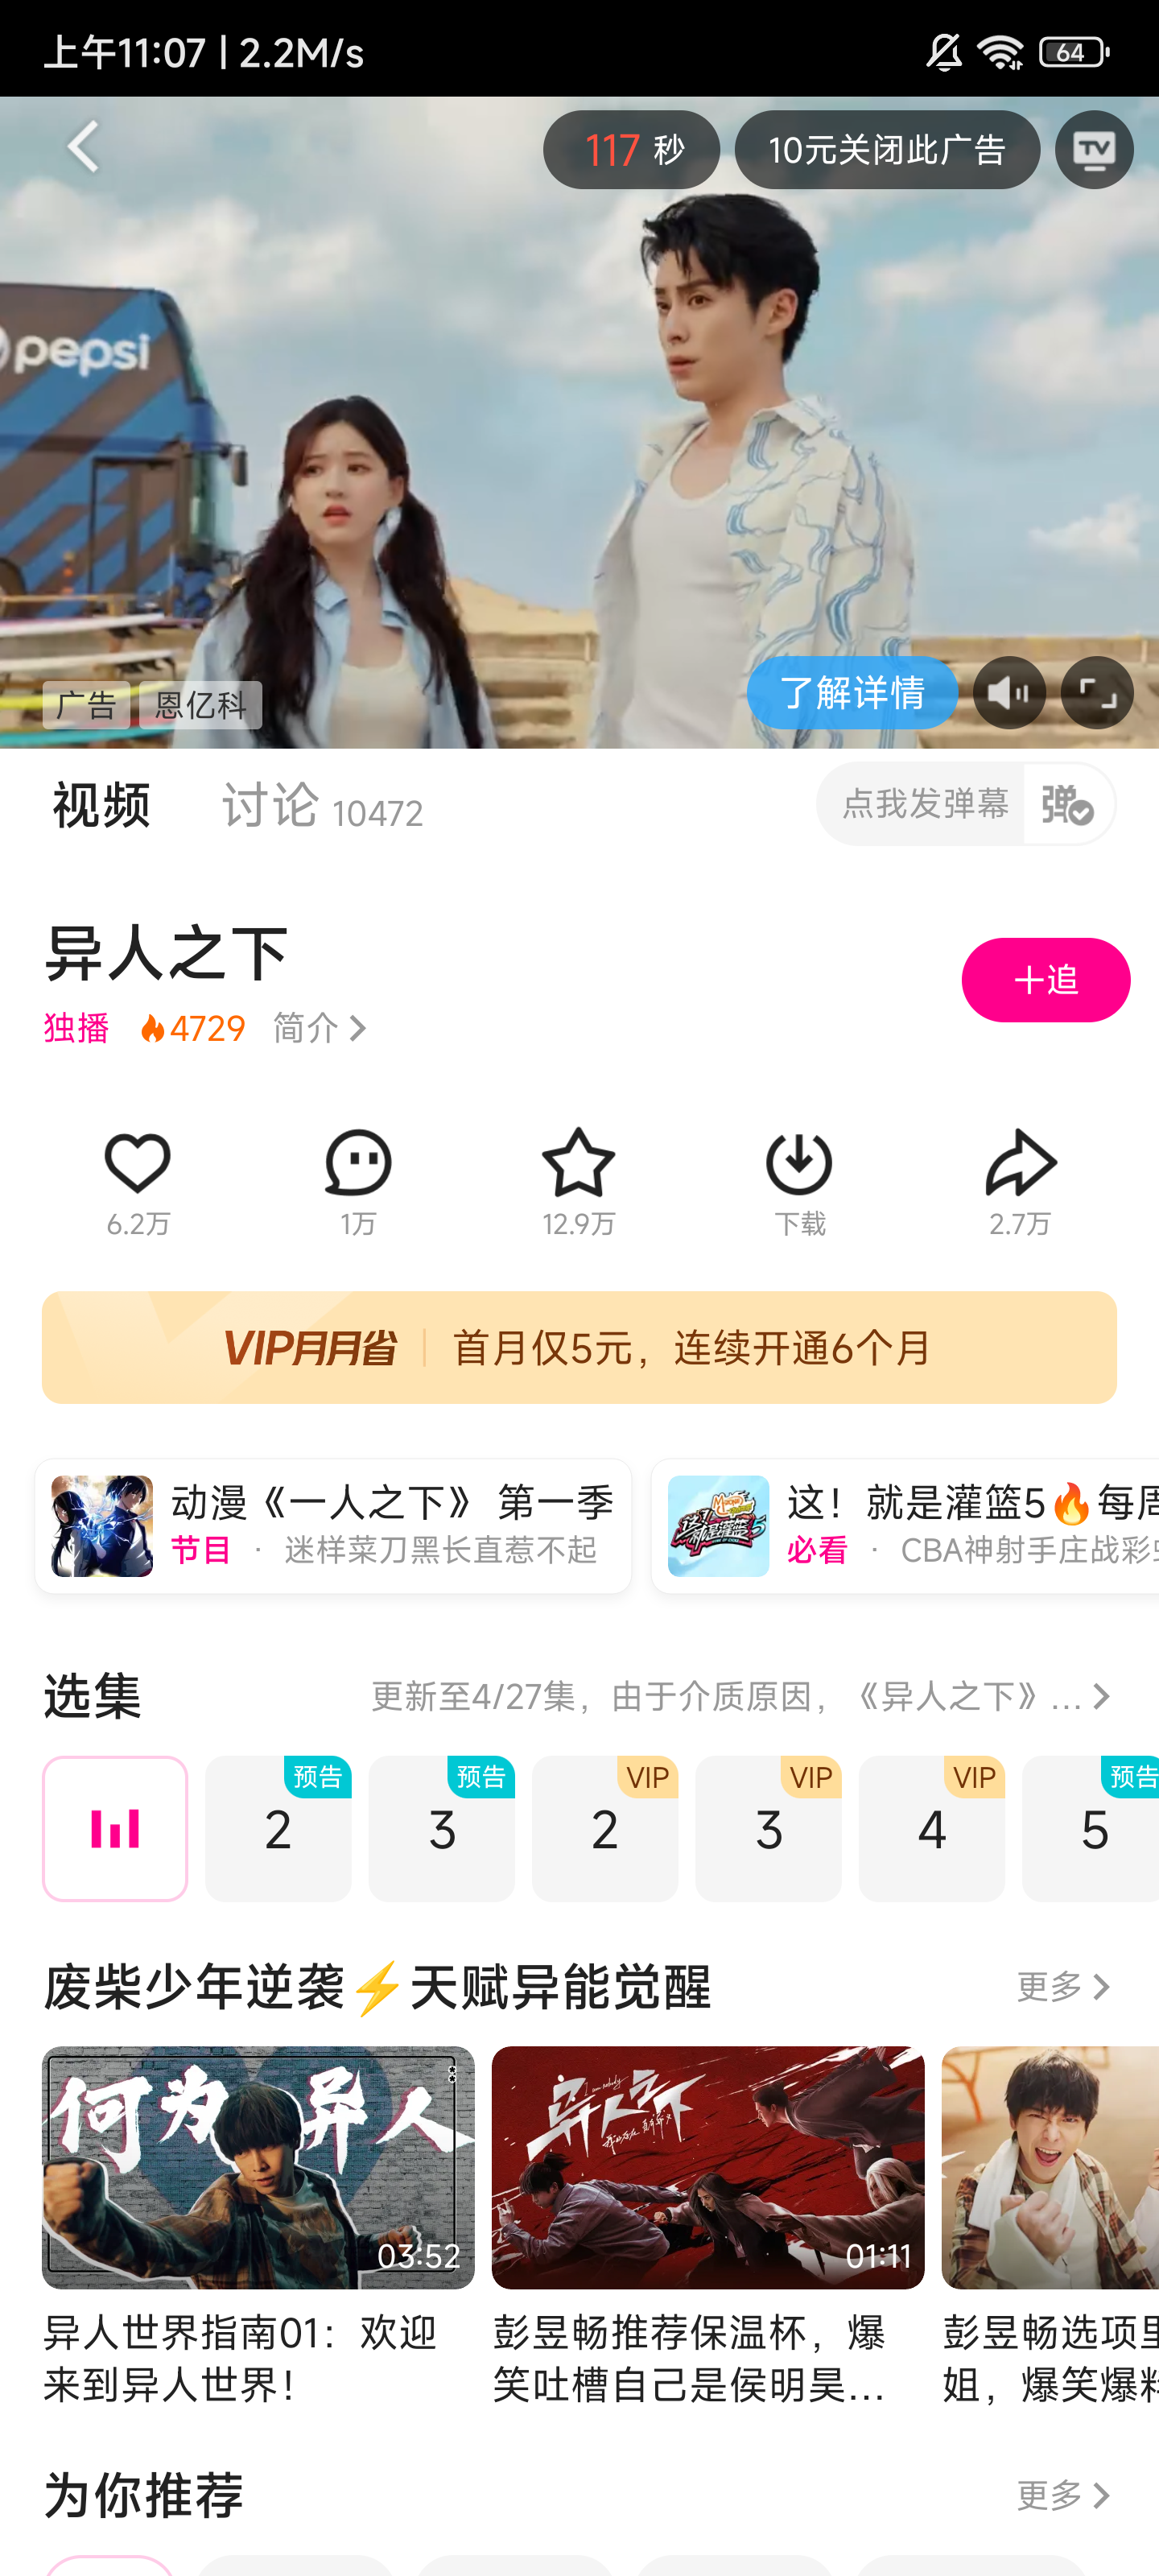 上午11:07 | 2.2M/s
64
117 秒
10元关闭此广告
TV
pepsi
广告 恩亿科
了解详情
视频 讨论 10472
点我发弹幕 弹
异人之下
十追
独播 4729 简介
6.2万 1万 12.9万 下载 2.7万
VIP月月省 首月仅5元，连续开通6个月
动漫《一人之下》 第一季
节目 · 迷样菜刀黑长直惹不起
这！就是灌篮5🔥每周
必看 · CBA神射手庄战彩
选集
更新至4/27集，由于介质原因，《异人之下》...
预告 预告 VIP VIP VIP 预告
2 3 2 3 4 5
废柴少年逆袭⚡天赋异能觉醒
更多
何为异人
03:52
异人之下
01:11
异人世界指南01：欢迎
来到异人世界！
彭昱畅推荐保温杯，爆
笑吐槽自己是侯明昊...
彭昱畅选项里
姐，爆笑爆料
为你推荐
更多